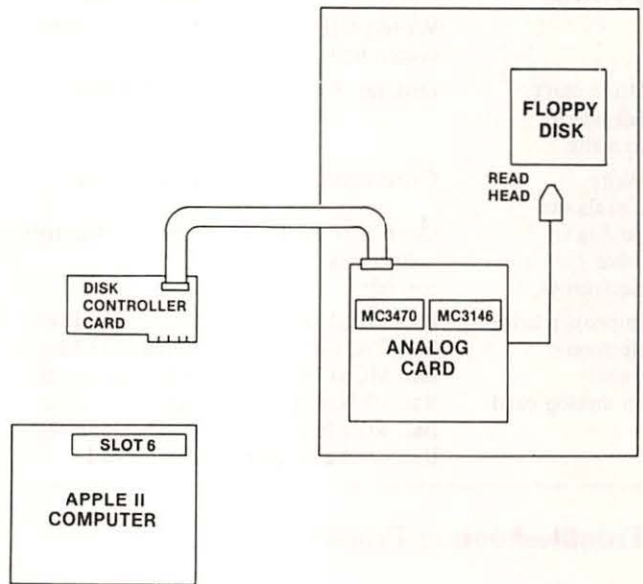 FLOPPY
DISK
READ
HEAD
DISK
CONTROLLER
CARD
MC3470 MC3146
ANALOG
CARD
SLOT 6
APPLE II
COMPUTER